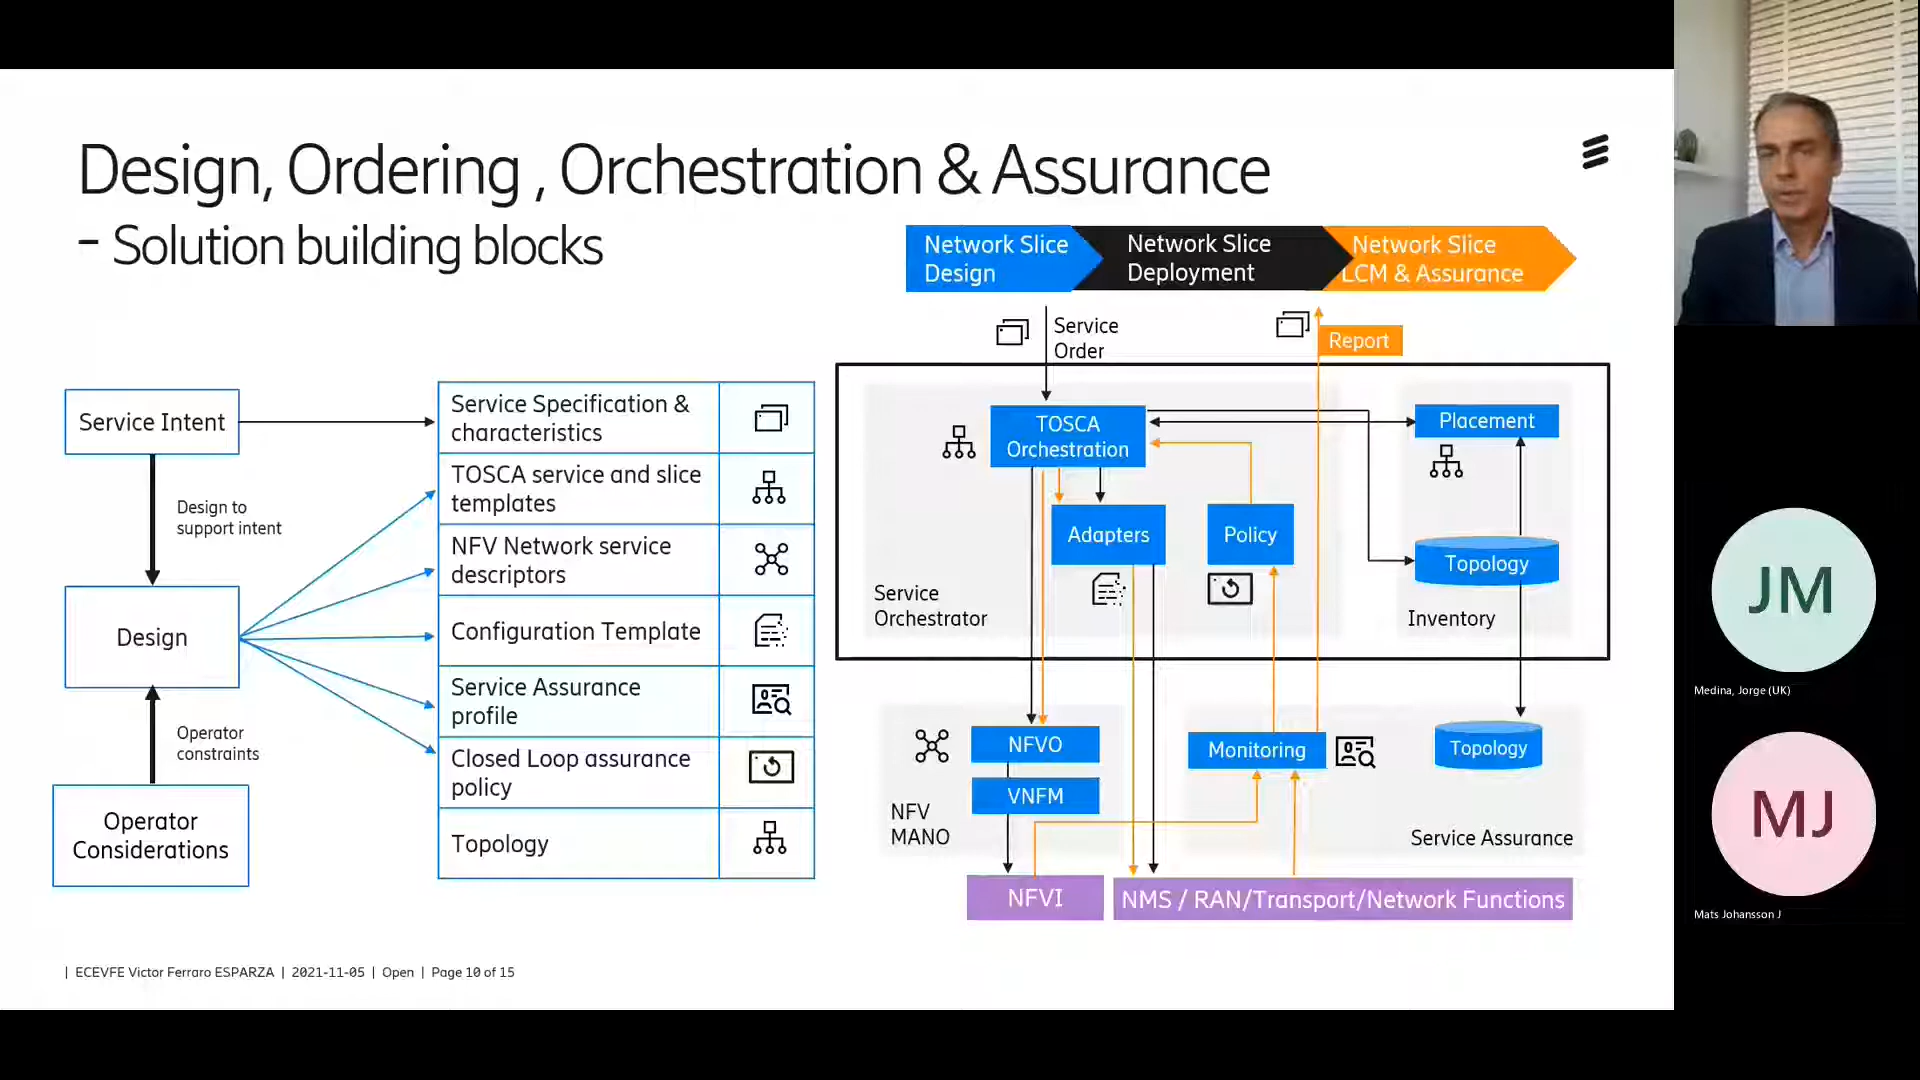 Design, Ordering , Orchestration & Assurance
- Solution building blocks
Network Slice
Design
Network Slice
Deployment
Network Slice
LCM & Assurance
Service
Order
Report
Service Intent
Design to
support intent
Design
Operator
constraints
Operator
Considerations
Service Specification &
characteristics
TOSCA service and slice
templates
NFV Network service
descriptors
Configuration Template
Service Assurance
profile
Closed Loop assurance
policy
Topology
TOSCA
Orchestration
Placement
Adapters
Policy
Topology
Service
Orchestrator
Inventory
NFVO
VNFM
NFV
MANO
Monitoring
Topology
Service Assurance
NFVI
NMS / RAN/Transport/Network Functions
| ECEVFE Victor Ferraro ESPARZA | 2021-11-05 | Open | Page 10 of 15
JM
Medina, Jorge (UK)
MJ
Mats Johansson J